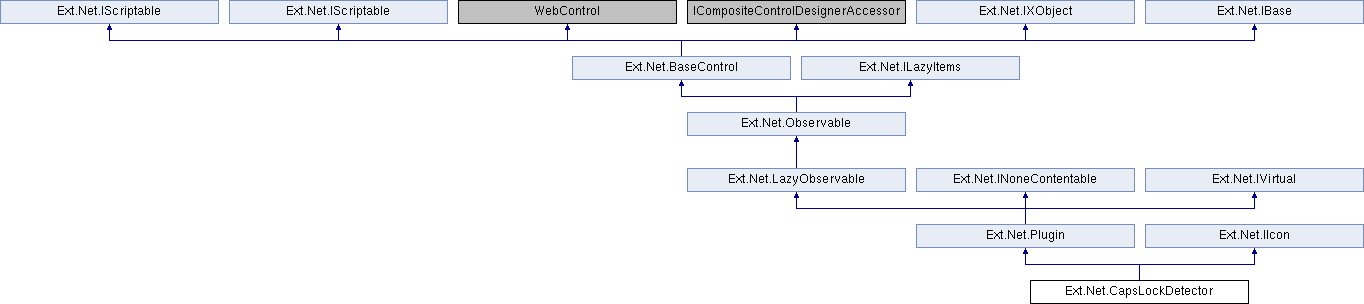 Ext.Net.IScriptable
Ext.Net.IScriptable
WebControl
ICompositeControlDesignerAccessor
Ext.Net.IXObject
Ext.Net.IBase
Ext.Net.BaseControl
Ext.Net.ILazyItems
Ext.Net.Observable
Ext.Net.LazyObservable
Ext.Net.INoneContentable
Ext.Net.IVirtual
Ext.Net.Plugin
Ext.Net.IIcon
Ext.Net.CapsLockDetector